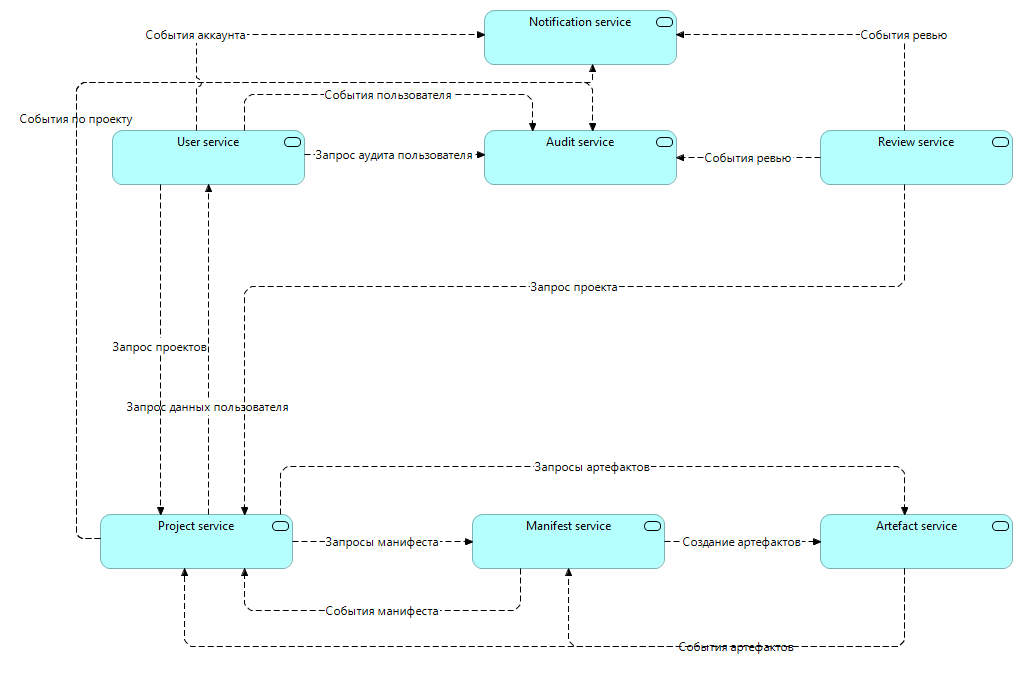 Notification service
События аккаунта
События ревью
События пользователя
События по проекту
User service
Audit service
Review service
Запрос аудита пользователя
События ревью
Запрос проекта
Запрос проектов
Запрос данных пользователя
Запросы артефактов
Project service
Manifest service
Artefact service
Запросы манифеста
Создание артефактов
События манифеста
События артефактов